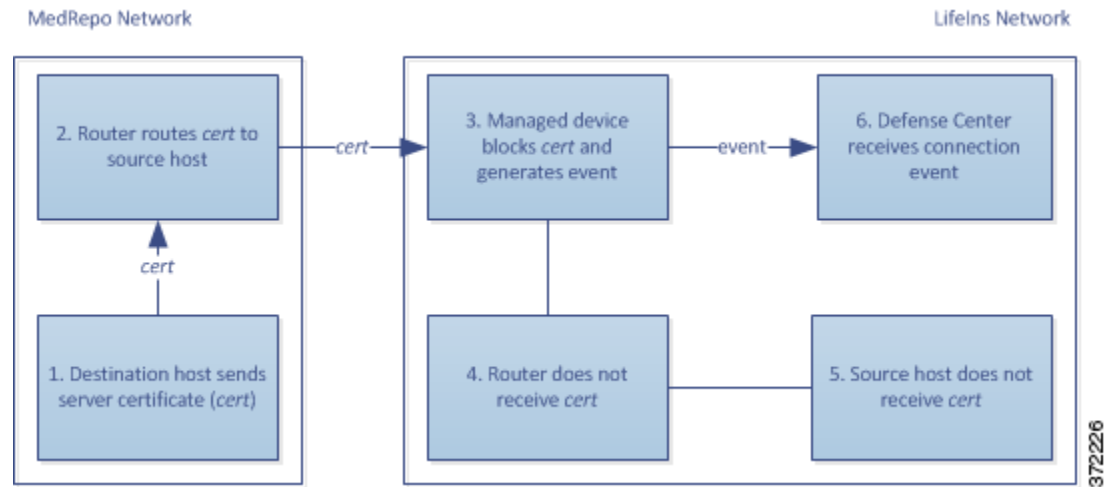 MedRepo Network
LifeIns Network
2. Router routes cert to
source host
cert
3. Managed device
blocks cert and
generates event
event
6. Defense Center
receives connection
event
cert
1. Destination host sends
server certificate (cert)
4. Router does not
receive cert
5. Source host does not
receive cert
372226